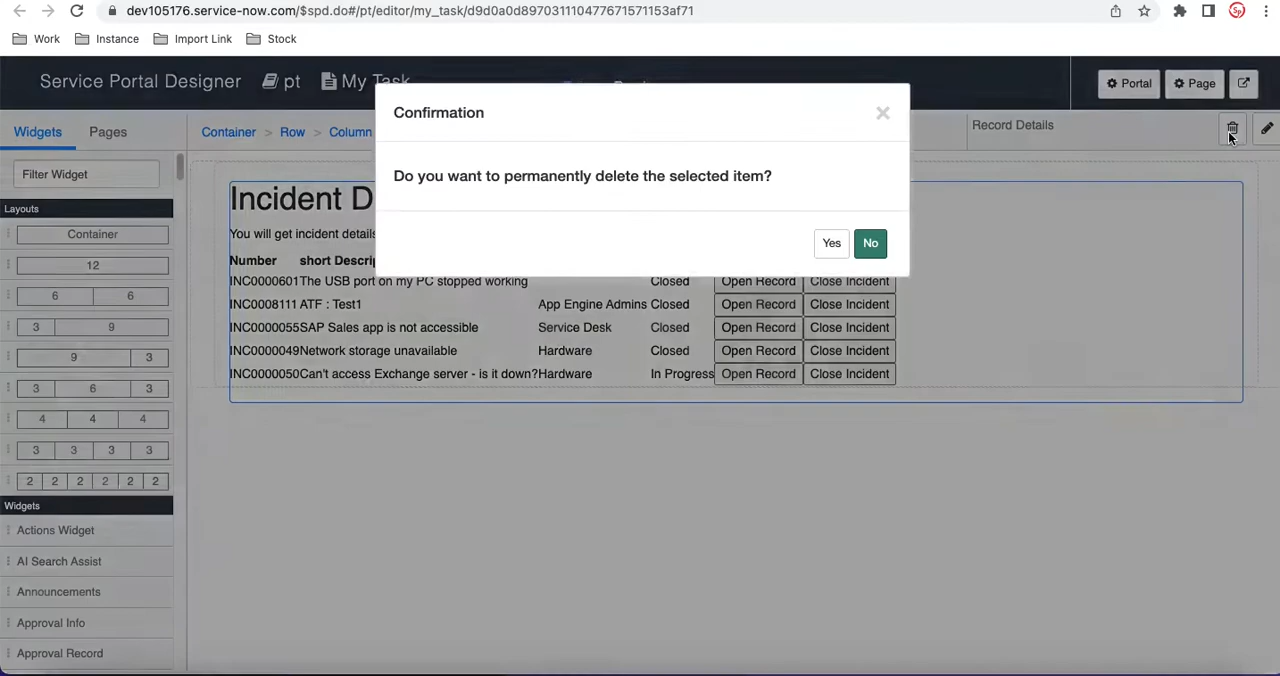 dev105176.service-now.com/$spd.do#/pt/editor/my_task/d9d0a0d897031110477671571153af71
Sp
Work Instance Import Link Stock
Service Portal Designer pt My Task
Portal Page
Confirmation ×
Do you want to permanently delete the selected item?
Yes No
Widgets Pages
Container > Row > Column
Record Details
Filter Widget
Layouts
Container
12
6 6
3 9
9 3
3 6 3
4 4 4
3 3 3 3
2 2 2 2 2 2
Widgets
Actions Widget
AI Search Assist
Announcements
Approval Info
Approval Record
Incident D
You will get incident details
Number short Descrip
INC0000601The USB port on my PC stopped working Closed Open Record Close Incident
INC0008111 ATF : Test1 App Engine Admins Closed Open Record Close Incident
INC0000055SAP Sales app is not accessible Service Desk Closed Open Record Close Incident
INC0000049Network storage unavailable Hardware Closed Open Record Close Incident
INC0000050Can't access Exchange server - is it down?Hardware In Progress Open Record Close Incident